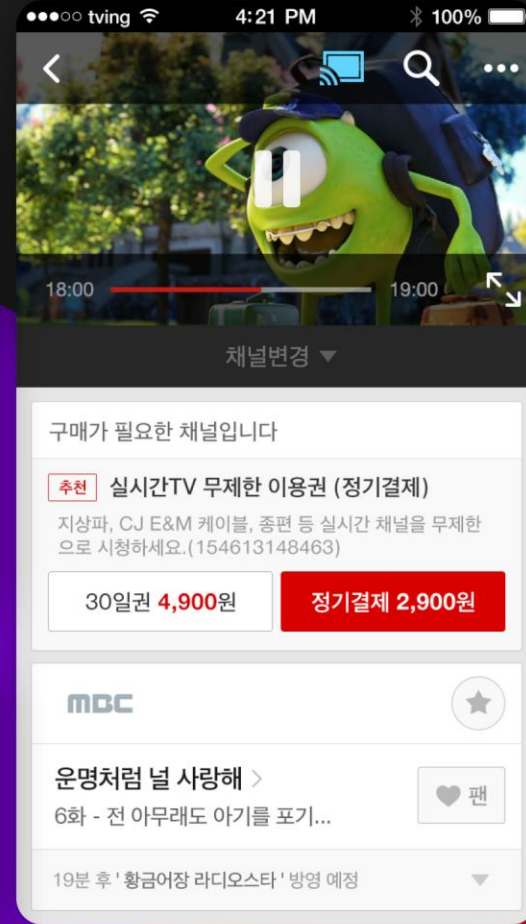 tving 4:21 PM 100%
18:00 19:00
채널변경 ▼
구매가 필요한 채널입니다
추천 실시간TV 무제한 이용권 (정기결제)
지상파, CJ E&M 케이블, 종편 등 실시간 채널을 무제한
으로 시청하세요.(154613148463)
30일권 4,900원 정기결제 2,900원
MBC
운명처럼 널 사랑해 >
팬
6화 - 전 아무래도 아기를 포기...
19분 후 ' 황금어장 라디오스타 ' 방영 예정